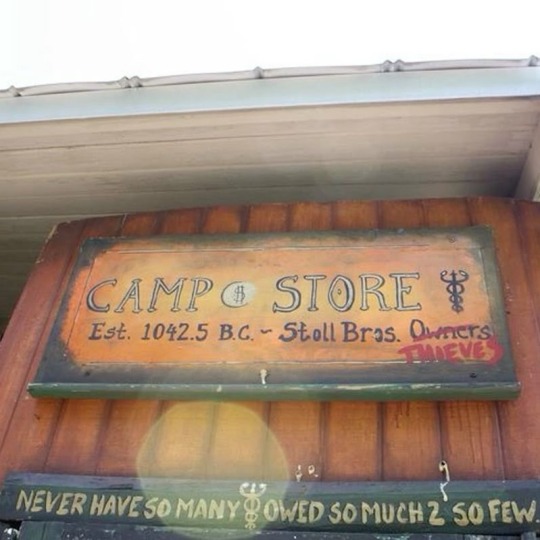 CAMP $ STORE
Est. 1042.5 B.C. ~ Stoll Bros. Owners
THIEVES
NEVER HAVE SO MANY OWED SO MUCH 2 SO FEW.